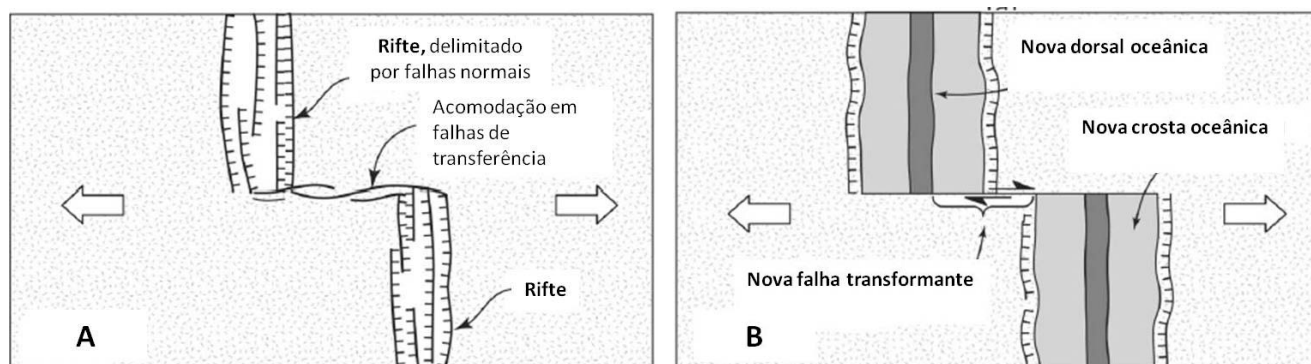 Rifte, delimitado
por falhas normais
Acomodação em
falhas de
transferência
Rifte
A
Nova dorsal oceânica
Nova crosta oceânica
Nova falha transformante
B